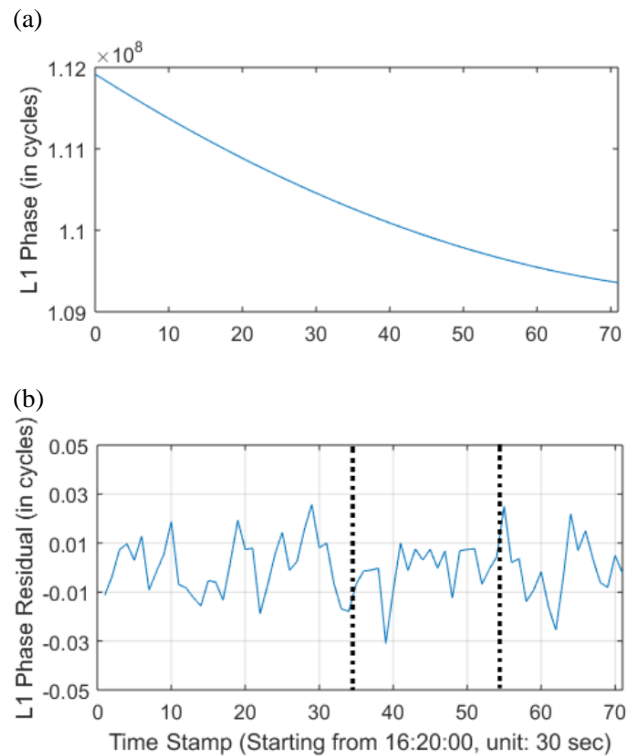 (a)
×10⁸
1.12
1.11
1.1
1.09
L1 Phase (in cycles)
0 10 20 30 40 50 60 70
(b)
0.05
0.03
0.01
-0.01
-0.03
-0.05
L1 Phase Residual (in cycles)
0 10 20 30 40 50 60 70
Time Stamp (Starting from 16:20:00, unit: 30 sec)